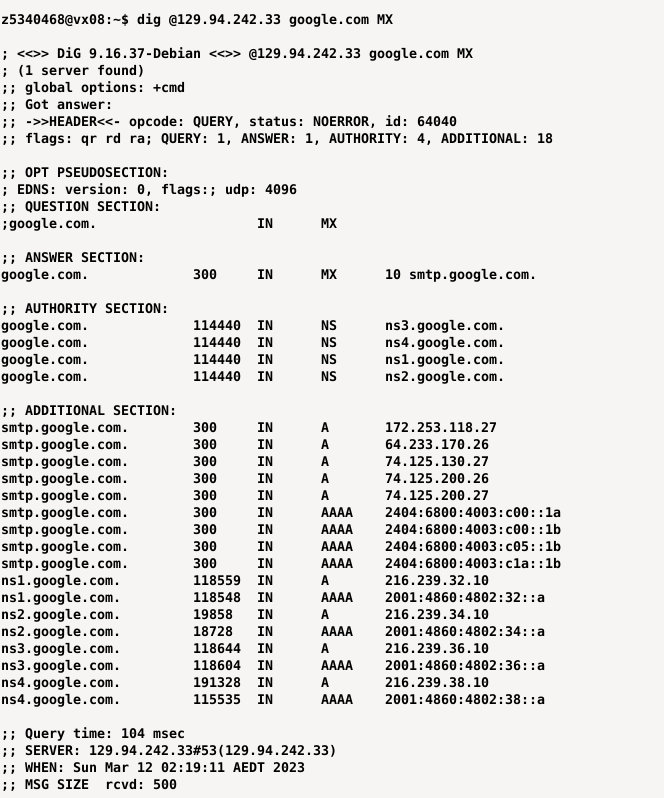 z5340468@vx08:~$ dig @129.94.242.33 google.com MX
; <<>> DiG 9.16.37-Debian <<>> @129.94.242.33 google.com MX
; (1 server found)
;; global options: +cmd
;; Got answer:
;; ->>HEADER<<- opcode: QUERY, status: NOERROR, id: 64040
;; flags: qr rd ra; QUERY: 1, ANSWER: 1, AUTHORITY: 4, ADDITIONAL: 18
;; OPT PSEUDOSECTION:
; EDNS: version: 0, flags:; udp: 4096
;; QUESTION SECTION:
;google.com. IN MX
;; ANSWER SECTION:
google.com. 300 IN MX 10 smtp.google.com.
;; AUTHORITY SECTION:
google.com. 114440 IN NS ns3.google.com.
google.com. 114440 IN NS ns4.google.com.
google.com. 114440 IN NS ns1.google.com.
google.com. 114440 IN NS ns2.google.com.
;; ADDITIONAL SECTION:
smtp.google.com. 300 IN A 172.253.118.27
smtp.google.com. 300 IN A 64.233.170.26
smtp.google.com. 300 IN A 74.125.130.27
smtp.google.com. 300 IN A 74.125.200.26
smtp.google.com. 300 IN A 74.125.200.27
smtp.google.com. 300 IN AAAA 2404:6800:4003:c00::1a
smtp.google.com. 300 IN AAAA 2404:6800:4003:c00::1b
smtp.google.com. 300 IN AAAA 2404:6800:4003:c05::1b
smtp.google.com. 300 IN AAAA 2404:6800:4003:c1a::1b
ns1.google.com. 118559 IN A 216.239.32.10
ns1.google.com. 118548 IN AAAA 2001:4860:4802:32::a
ns2.google.com. 19858 IN A 216.239.34.10
ns2.google.com. 18728 IN AAAA 2001:4860:4802:34::a
ns3.google.com. 118644 IN A 216.239.36.10
ns3.google.com. 118604 IN AAAA 2001:4860:4802:36::a
ns4.google.com. 191328 IN A 216.239.38.10
ns4.google.com. 115535 IN AAAA 2001:4860:4802:38::a
;; Query time: 104 msec
;; SERVER: 129.94.242.33#53(129.94.242.33)
;; WHEN: Sun Mar 12 02:19:11 AEDT 2023
;; MSG SIZE rcvd: 500